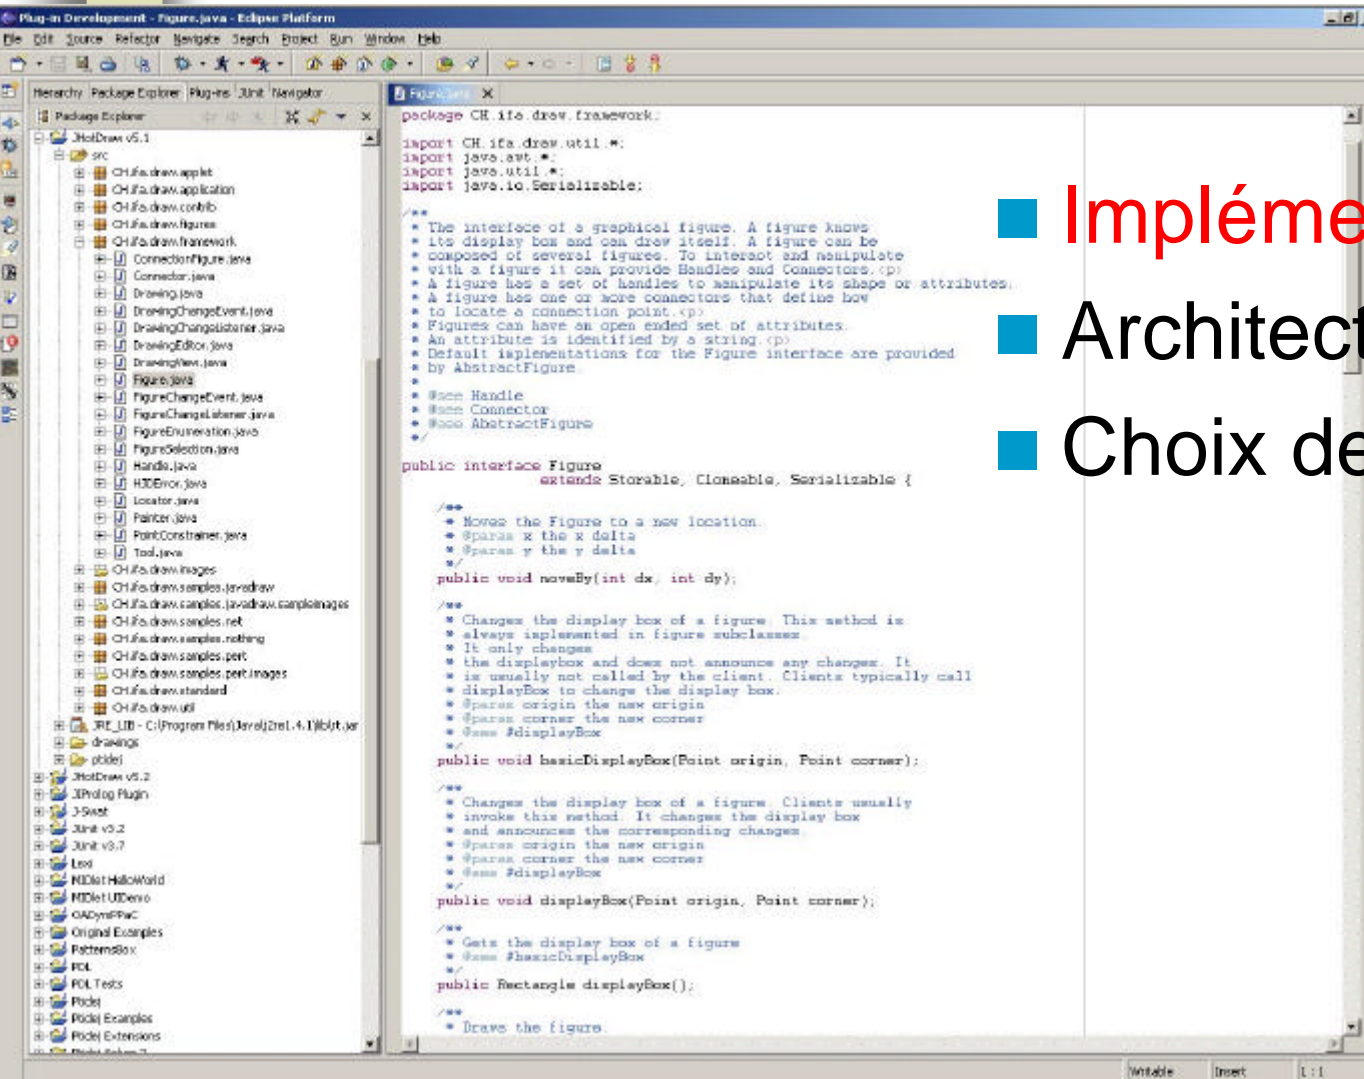 Plug-in Development - Figure.java - Eclipse Platform
File Edit Source Refactor Navigate Search Project Run Window Help
Hierarchy Package Explorer Plug-ins JUnit Navigator
Package Explorer
JHotDraw v5.1
src
CH.ifa.draw.applet
CH.ifa.draw.application
CH.ifa.draw.contrib
CH.ifa.draw.figures
CH.ifa.draw.framework
ConnectionFigure.java
Connector.java
Drawing.java
DrawingChangeEvent.java
DrawingChangeListener.java
DrawingEditor.java
DrawingView.java
Figure.java
FigureChangeEvent.java
FigureChangeListener.java
FigureEnumeration.java
FigureSelection.java
Handle.java
HJDError.java
Locator.java
Painter.java
PointConstrainer.java
Tool.java
CH.ifa.draw.images
CH.ifa.draw.samples.javadraw
CH.ifa.draw.samples.javadraw.sampleimages
CH.ifa.draw.samples.net
CH.ifa.draw.samples.nothing
CH.ifa.draw.samples.pert
CH.ifa.draw.samples.pert.images
CH.ifa.draw.standard
CH.ifa.draw.util
JRE_LIB - C:\Program Files\Java\j2re1.4.1\lib\rt.jar
drawings
ptidej
JHotDraw v5.2
JIProlog Plugin
J-Swat
JUnit v3.2
JUnit v3.7
Lexi
MIDlet HelloWorld
MIDlet UIDemo
OADymPPaC
Original Examples
PatternsBox
PDL
PDL Tests
Ptidej
Ptidej Examples
Ptidej Extensions
Figure.java
package CH.ifa.draw.framework;
import CH.ifa.draw.util.*;
import java.awt.*;
import java.util.*;
import java.io.Serializable;
/**
* The interface of a graphical figure. A figure knows
* its display box and can draw itself. A figure can be
* composed of several figures. To interact and manipulate
* with a figure it can provide Handles and Connectors.<p>
* A figure has a set of handles to manipulate its shape or attributes.
* A figure has one or more connectors that define how
* to locate a connection point.<p>
* Figures can have an open ended set of attributes.
* An attribute is identified by a string.<p>
* Default implementations for the Figure interface are provided
* by AbstractFigure.
*
* @see Handle
* @see Connector
* @see AbstractFigure
*/
public interface Figure
extends Storable, Cloneable, Serializable {
/**
* Moves the Figure to a new location.
* @param x the x delta
* @param y the y delta
*/
public void moveBy(int dx, int dy);
/**
* Changes the display box of a figure. This method is
* always implemented in figure subclasses.
* It only changes
* the displaybox and does not announce any changes. It
* is usually not called by the client. Clients typically call
* displayBox to change the display box.
* @param origin the new origin
* @param corner the new corner
* @see #displayBox
*/
public void basicDisplayBox(Point origin, Point corner);
/**
* Changes the display box of a figure. Clients usually
* invoke this method. It changes the display box
* and announces the corresponding changes.
* @param origin the new origin
* @param corner the new corner
* @see #displayBox
*/
public void displayBox(Point origin, Point corner);
/**
* Gets the display box of a figure
* @see #basicDisplayBox
*/
public Rectangle displayBox();
/**
* Draws the figure.
Impléme
Architect
Choix de
Writable Insert 1 : 1